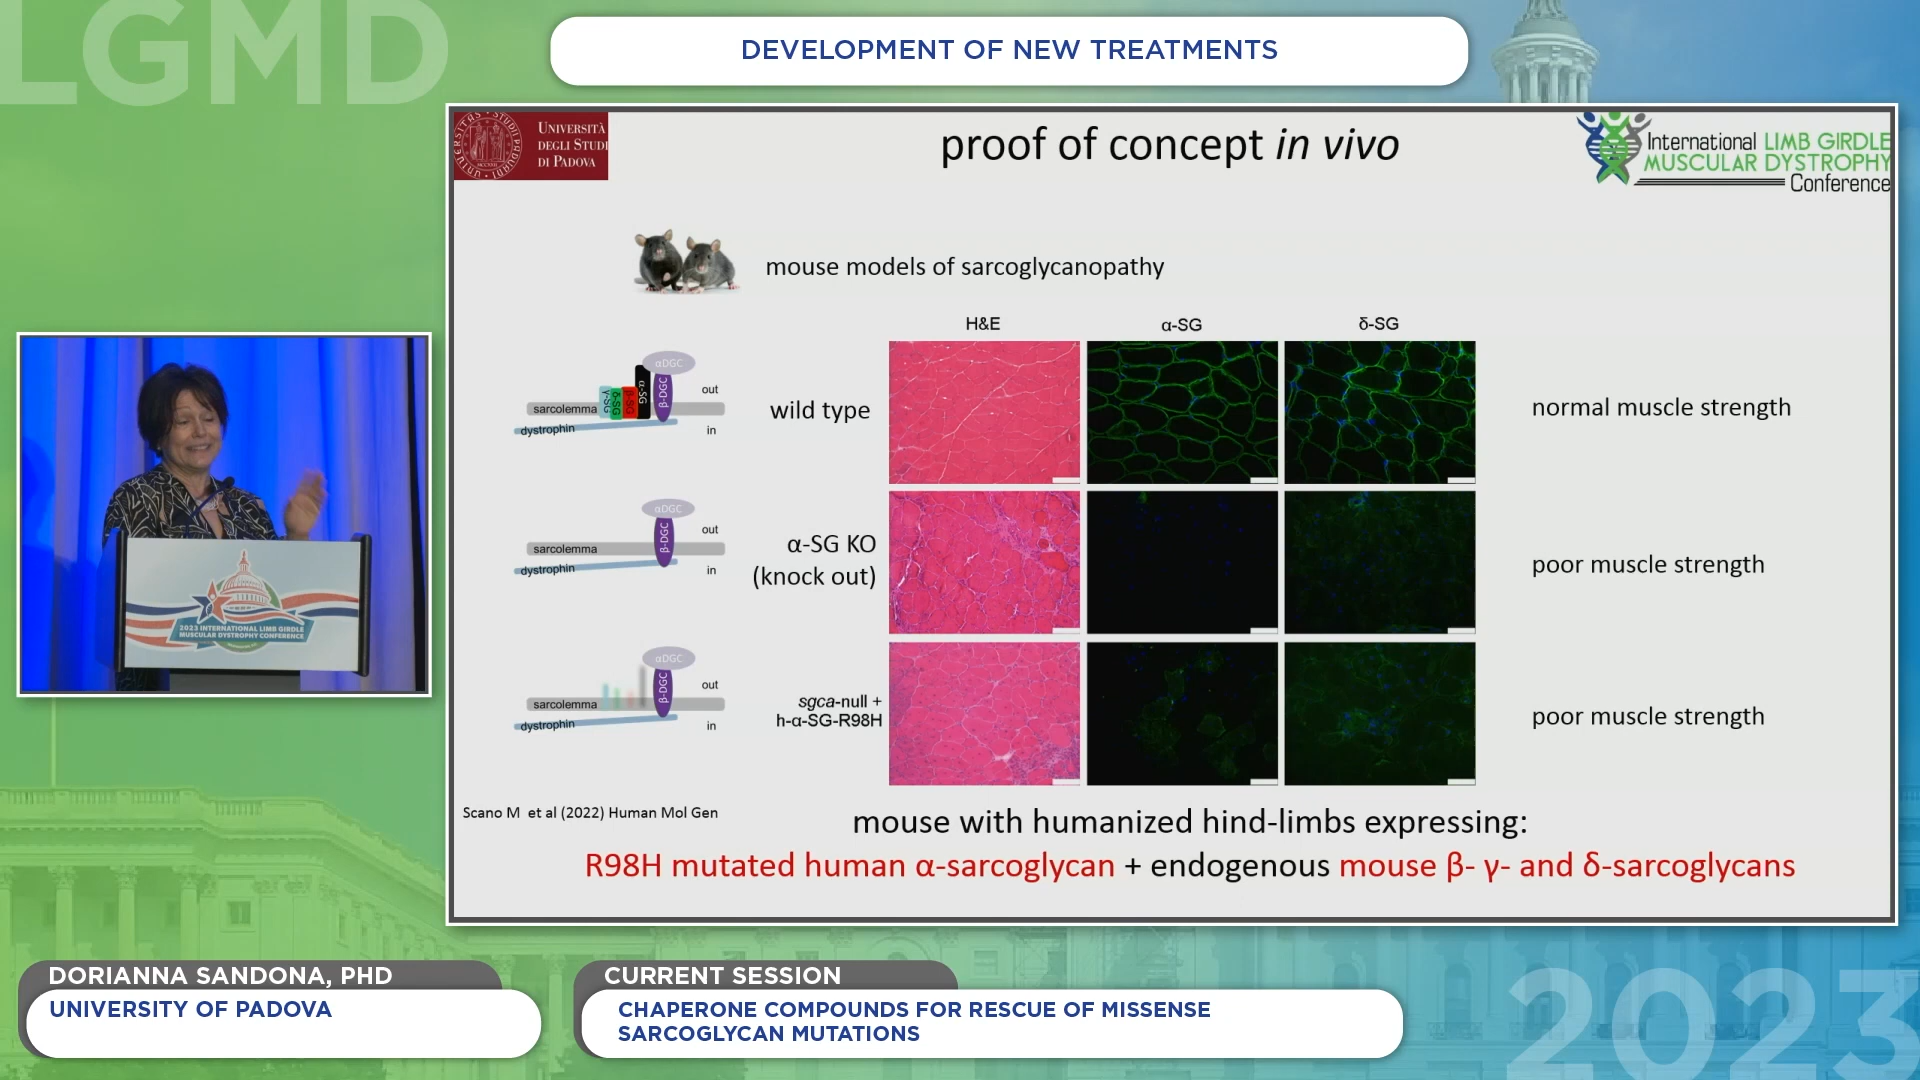 LGMD
DEVELOPMENT OF NEW TREATMENTS
UNIVERSITÀ
DEGLI STUDI
DI PADOVA
proof of concept in vivo
International LIMB GIRDLE
MUSCULAR DYSTROPHY
Conference
mouse models of sarcoglycanopathy
H&E
α-SG
δ-SG
αDGC
γ-SG
δ-SG
β-SG
α-SG
β-DGC
out
sarcolemma
dystrophin
in
wild type
normal muscle strength
αDGC
β-DGC
out
sarcolemma
dystrophin
in
α-SG KO
(knock out)
poor muscle strength
αDGC
β-DGC
out
sarcolemma
dystrophin
in
sgca-null +
h-α-SG-R98H
poor muscle strength
Scano M et al (2022) Human Mol Gen
mouse with humanized hind-limbs expressing:
R98H mutated human α-sarcoglycan + endogenous mouse β- γ- and δ-sarcoglycans
2023 INTERNATIONAL LIMB GIRDLE
MUSCULAR DYSTROPHY CONFERENCE
DORIANNA SANDONA, PHD
UNIVERSITY OF PADOVA
CURRENT SESSION
CHAPERONE COMPOUNDS FOR RESCUE OF MISSENSE
SARCOGLYCAN MUTATIONS
2023